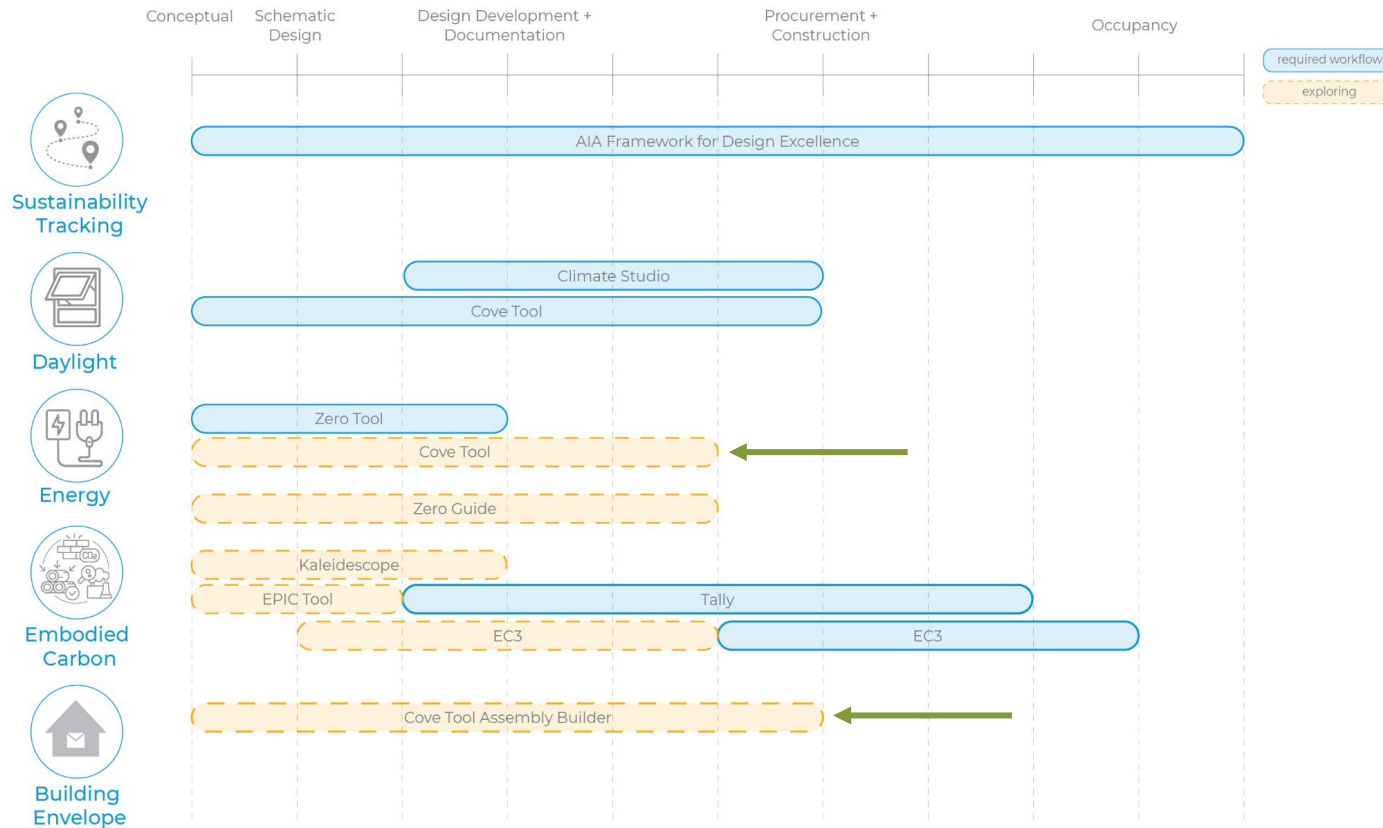 Conceptual
Schematic
Design
Design Development +
Documentation
Procurement +
Construction
Occupancy
required workflow
exploring
Sustainability
Tracking
AIA Framework for Design Excellence
Daylight
Climate Studio
Cove Tool
Energy
Zero Tool
Cove Tool
Zero Guide
Embodied
Carbon
CO2
Kaleidescope
EPIC Tool
Tally
EC3
EC3
Building
Envelope
Cove Tool Assembly Builder